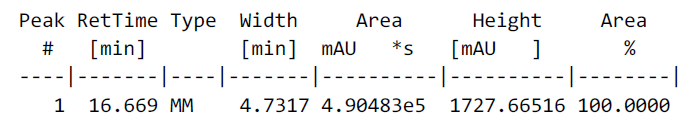 Peak RetTime Type  Width     Area      Height     Area
  #   [min]        [min]  mAU   *s   [mAU   ]      %
----|-------|----|-------|----------|----------|--------|
   1  16.669 MM    4.7317 4.90483e5  1727.66516 100.0000